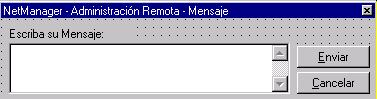 NetManager - Administración Remota - Mensaje
Escriba su Mensaje:
Enviar
Cancelar